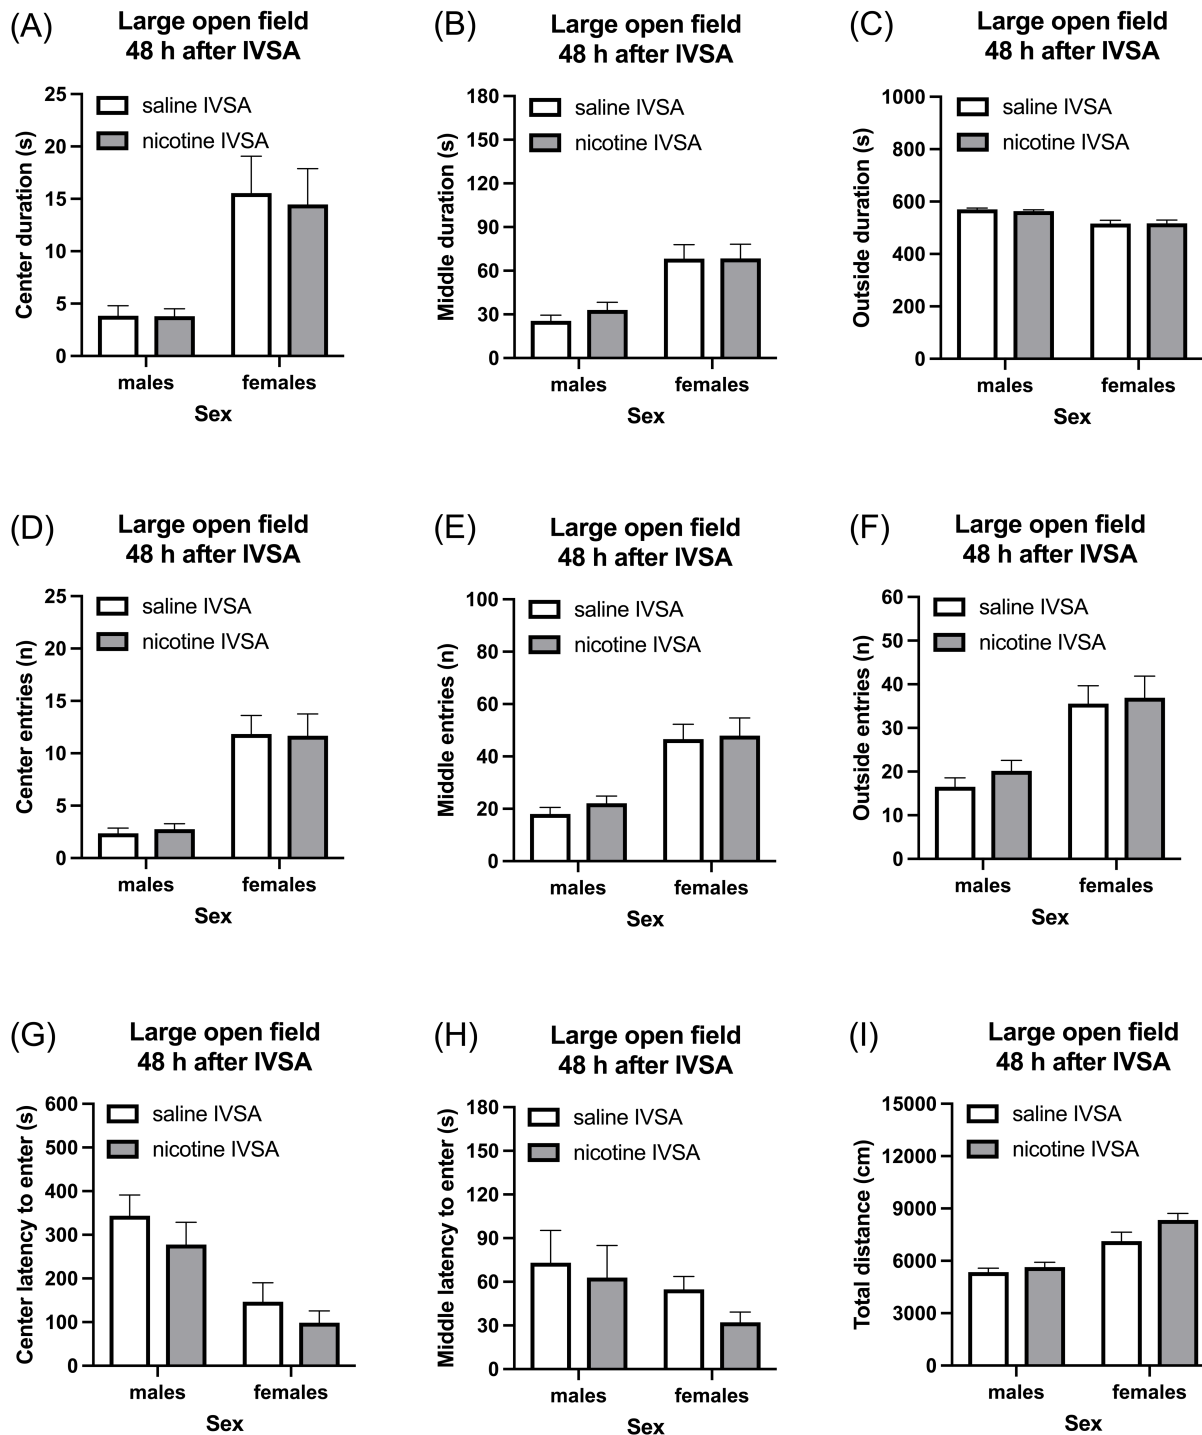 (A)
Large open field
48 h after IVSA
saline IVSA
nicotine IVSA
Center duration (s)
25
20
15
10
5
0
males
females
Sex
(B)
Large open field
48 h after IVSA
saline IVSA
nicotine IVSA
Middle duration (s)
180
150
120
90
60
30
0
males
females
Sex
(C)
Large open field
48 h after IVSA
saline IVSA
nicotine IVSA
Outside duration (s)
1000
800
600
400
200
0
males
females
Sex
(D)
Large open field
48 h after IVSA
saline IVSA
nicotine IVSA
Center entries (n)
25
20
15
10
5
0
males
females
Sex
(E)
Large open field
48 h after IVSA
saline IVSA
nicotine IVSA
Middle entries (n)
100
80
60
40
20
0
males
females
Sex
(F)
Large open field
48 h after IVSA
saline IVSA
nicotine IVSA
Outside entries (n)
60
50
40
30
20
10
0
males
females
Sex
(G)
Large open field
48 h after IVSA
saline IVSA
nicotine IVSA
Center latency to enter (s)
600
500
400
300
200
100
0
males
females
Sex
(H)
Large open field
48 h after IVSA
saline IVSA
nicotine IVSA
Middle latency to enter (s)
180
150
120
90
60
30
0
males
females
Sex
(I)
Large open field
48 h after IVSA
saline IVSA
nicotine IVSA
Total distance (cm)
15000
12000
9000
6000
3000
0
males
females
Sex